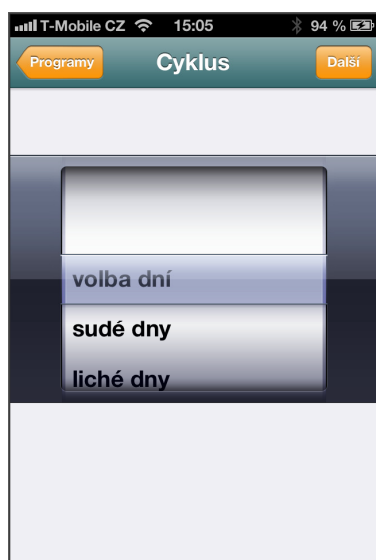 T-Mobile CZ 15:05 94 %
Programy Cyklus Další
volba dní
sudé dny
liché dny